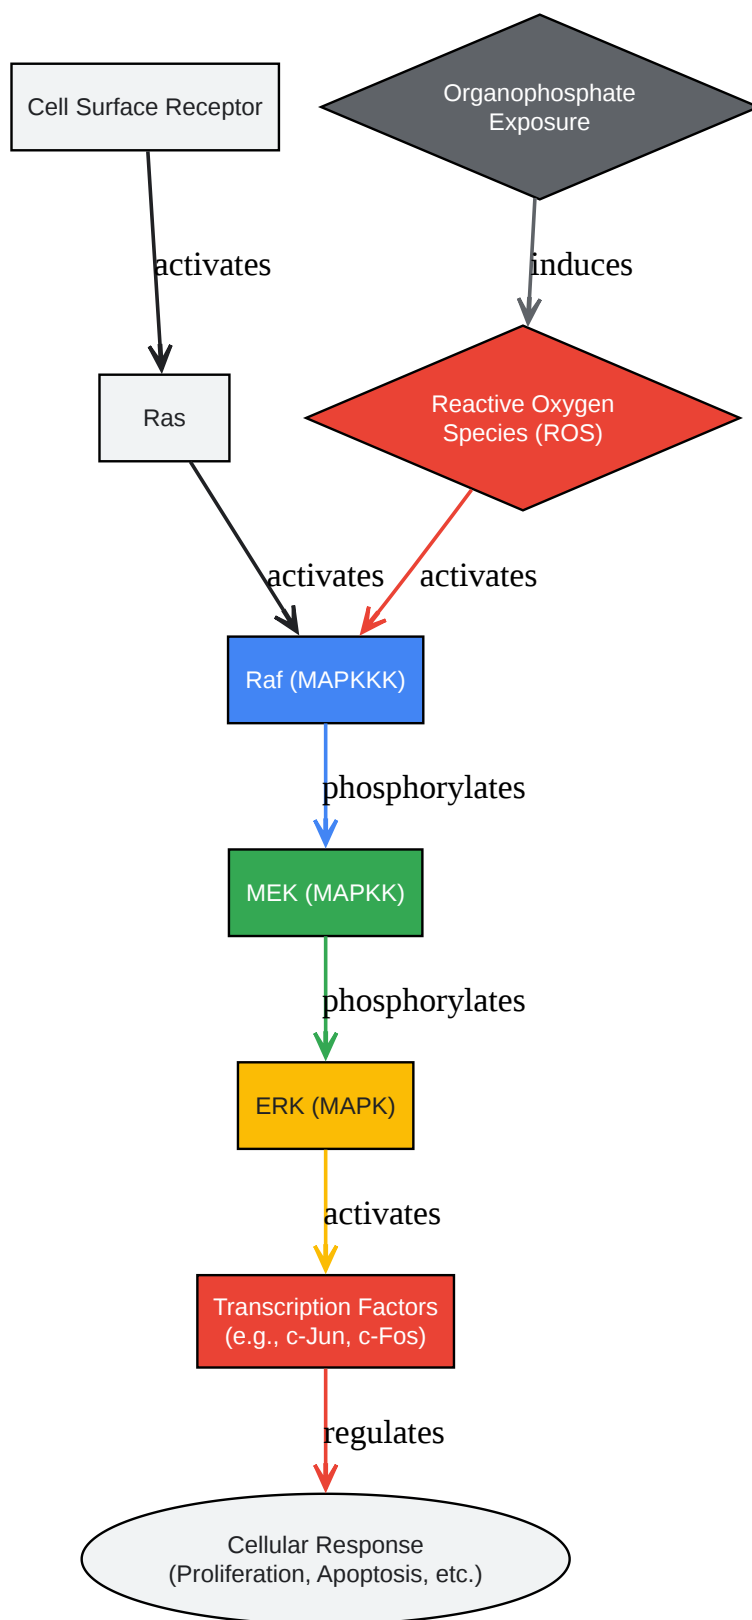 Cell Surface Receptor
Organophosphate
Exposure
activates
induces
Ras
Reactive Oxygen
Species (ROS)
activates
activates
Raf (MAPKKK)
phosphorylates
MEK (MAPKK)
phosphorylates
ERK (MAPK)
activates
Transcription Factors
(e.g., c-Jun, c-Fos)
regulates
Cellular Response
(Proliferation, Apoptosis, etc.)